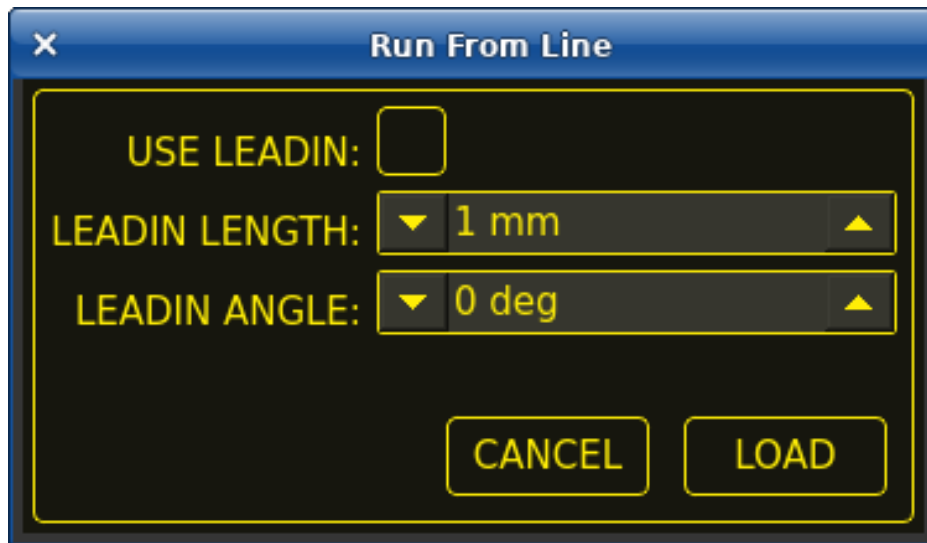 Run From Line
USE LEADIN:
LEADIN LENGTH: 1 mm
LEADIN ANGLE: 0 deg
CANCEL LOAD